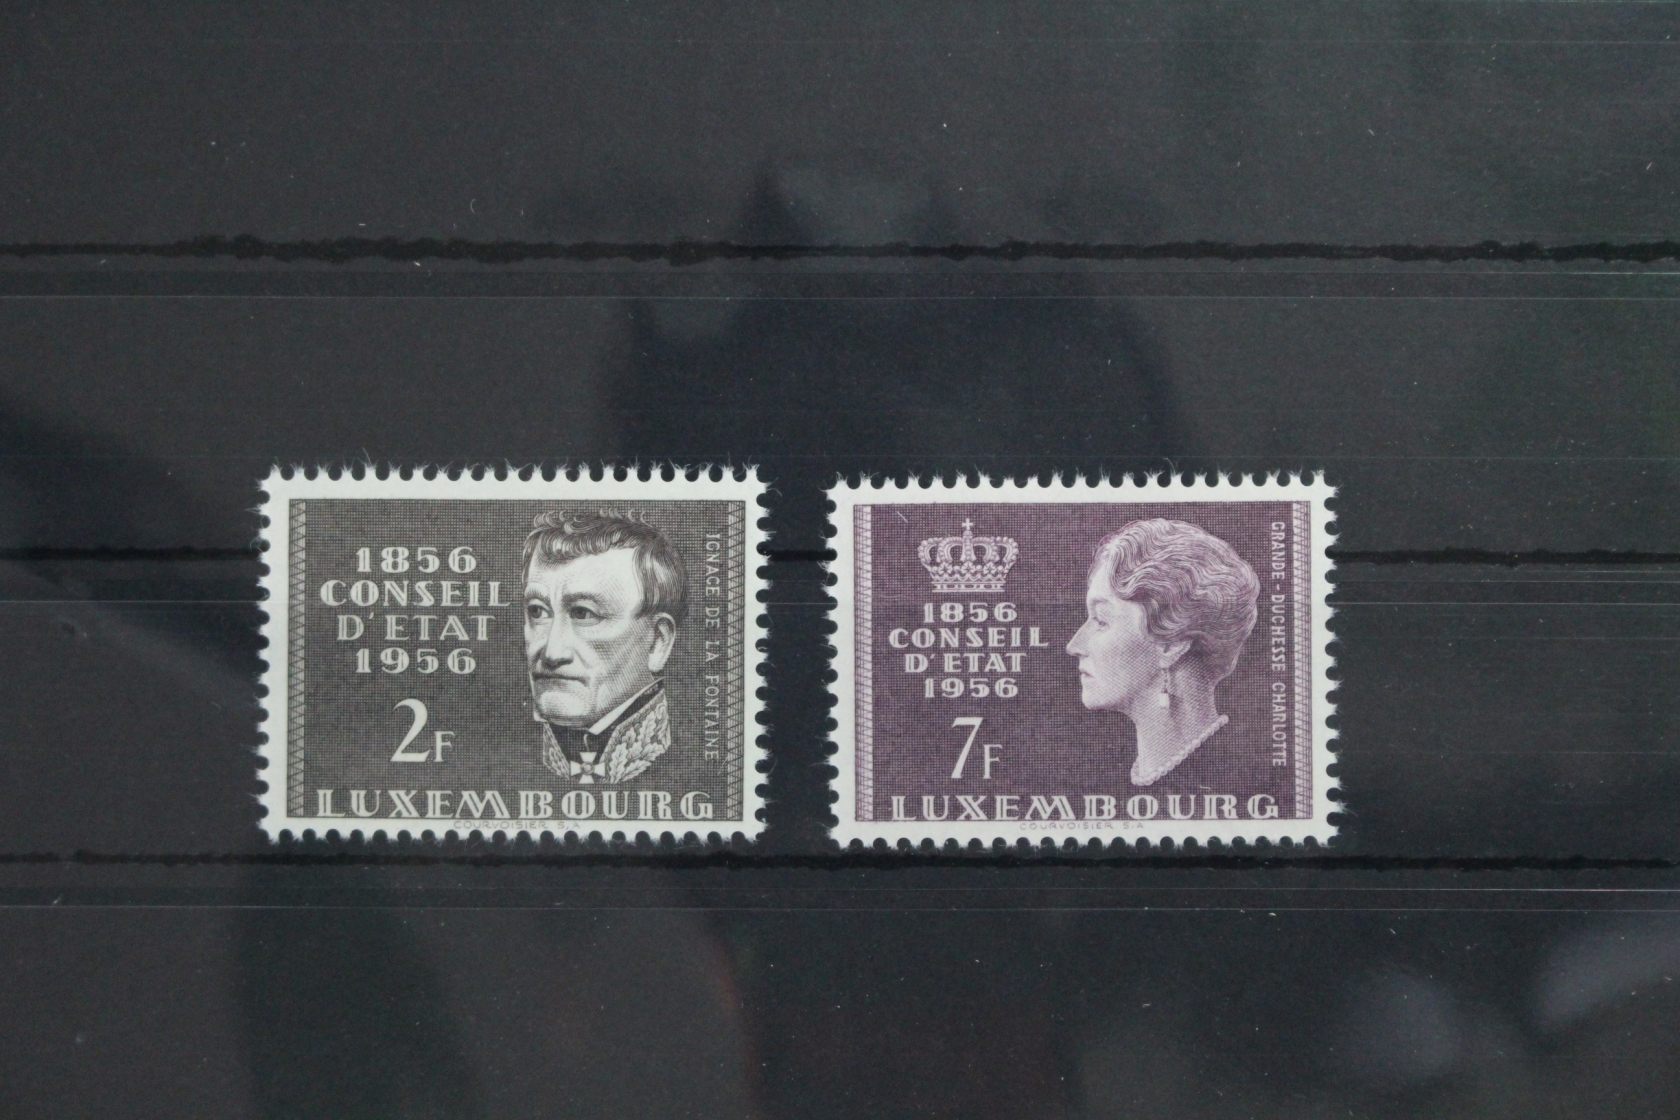 1856
CONSEIL
D'ETAT
1956
2F
IGNACE DE LA FONTAINE
LUXEMBOURG
COURVOISIER S.A
1856
CONSEIL
D'ETAT
1956
7F
GRANDE-DUCHESSE CHARLOTTE
LUXEMBOURG
COURVOISIER S.A